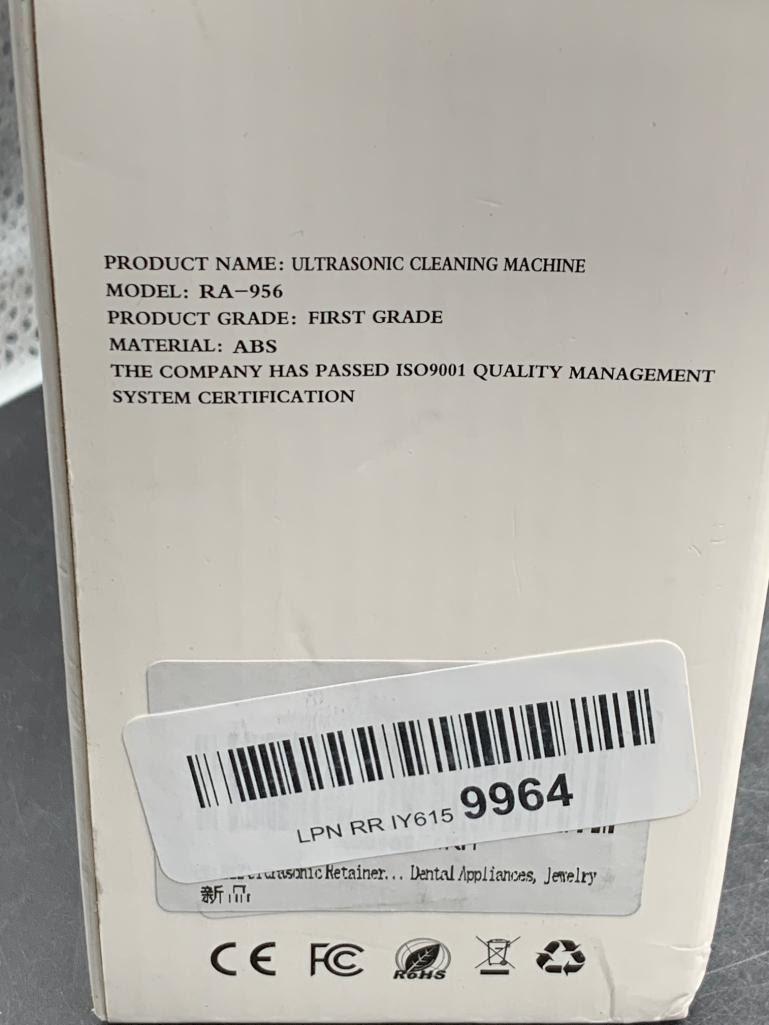 PRODUCT NAME: ULTRASONIC CLEANING MACHINE
MODEL: RA-956
PRODUCT GRADE: FIRST GRADE
MATERIAL: ABS
THE COMPANY HAS PASSED ISO9001 QUALITY MANAGEMENT
SYSTEM CERTIFICATION
LPN RR IY615 9964
Retainer... Dental Appliances, Jewelry
新品
CE FC RoHS